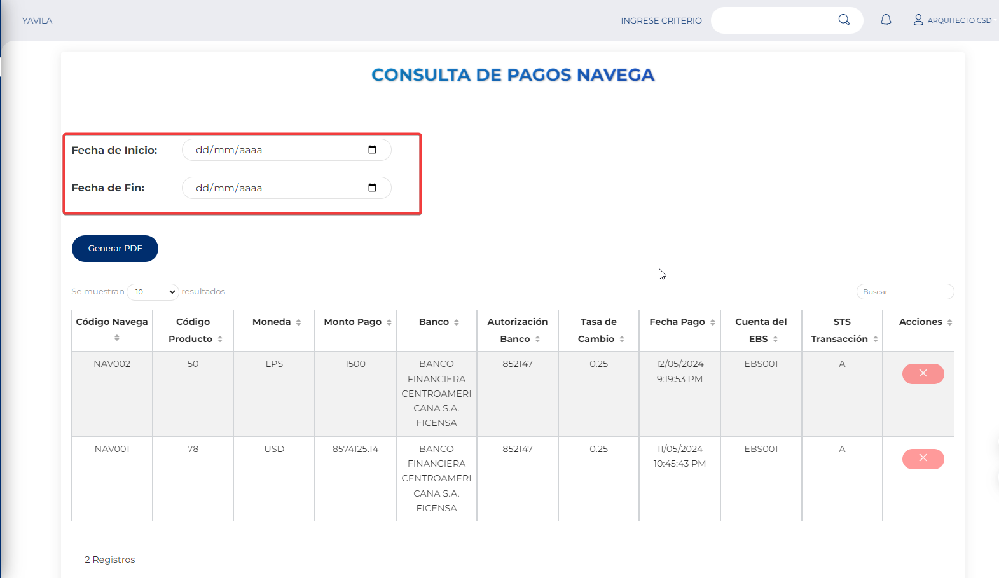 YAVILA
INGRESE CRITERIO
ARQUITECTO CSD
CONSULTA DE PAGOS NAVEGA
Fecha de Inicio: dd/mm/aaaa
Fecha de Fin: dd/mm/aaaa
Generar PDF
Se muestran 10 resultados
Buscar
Código Navega
Código
Producto
Moneda
Monto Pago
Banco
Autorización
Banco
Tasa de
Cambio
Fecha Pago
Cuenta del
EBS
STS
Transacción
Acciones
NAV002
50
LPS
1500
BANCO
FINANCIERA
CENTROAMERI
CANA S.A.
FICENSA
852147
0.25
12/05/2024
9:19:53 PM
EBS001
A
NAV001
78
USD
8574125.14
BANCO
FINANCIERA
CENTROAMERI
CANA S.A.
FICENSA
852147
0.25
11/05/2024
10:45:43 PM
EBS001
A
2 Registros